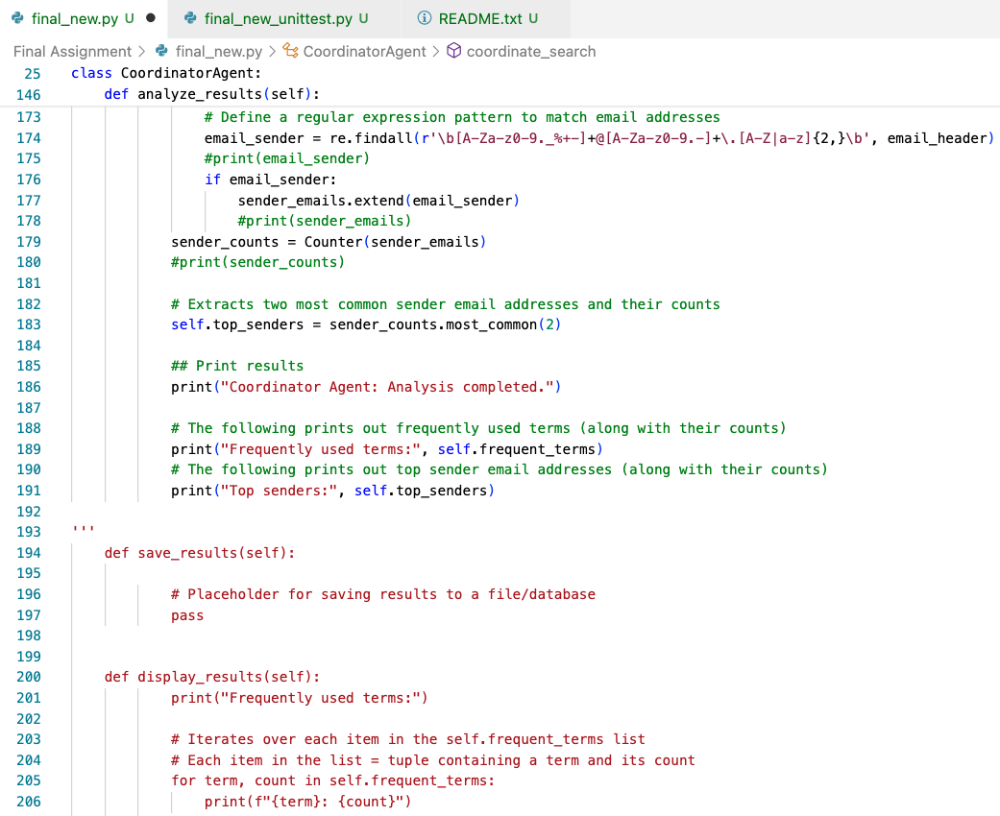 final_new.py U ● final_new_unittest.py U README.txt U
Final Assignment > final_new.py > CoordinatorAgent > coordinate_search
25 class CoordinatorAgent:
146 def analyze_results(self):
173 # Define a regular expression pattern to match email addresses
174 email_sender = re.findall(r'\b[A-Za-z0-9._%+-]+@[A-Za-z0-9.-]+\.[A-Z|a-z]{2,}\b', email_header)
175 #print(email_sender)
176 if email_sender:
177 sender_emails.extend(email_sender)
178 #print(sender_emails)
179 sender_counts = Counter(sender_emails)
180 #print(sender_counts)
181
182 # Extracts two most common sender email addresses and their counts
183 self.top_senders = sender_counts.most_common(2)
184
185 ## Print results
186 print("Coordinator Agent: Analysis completed.")
187
188 # The following prints out frequently used terms (along with their counts)
189 print("Frequently used terms:", self.frequent_terms)
190 # The following prints out top sender email addresses (along with their counts)
191 print("Top senders:", self.top_senders)
192
193 '''
194 def save_results(self):
195
196 # Placeholder for saving results to a file/database
197 pass
198
199
200 def display_results(self):
201 print("Frequently used terms:")
202
203 # Iterates over each item in the self.frequent_terms list
204 # Each item in the list = tuple containing a term and its count
205 for term, count in self.frequent_terms:
206 print(f"{term}: {count}")